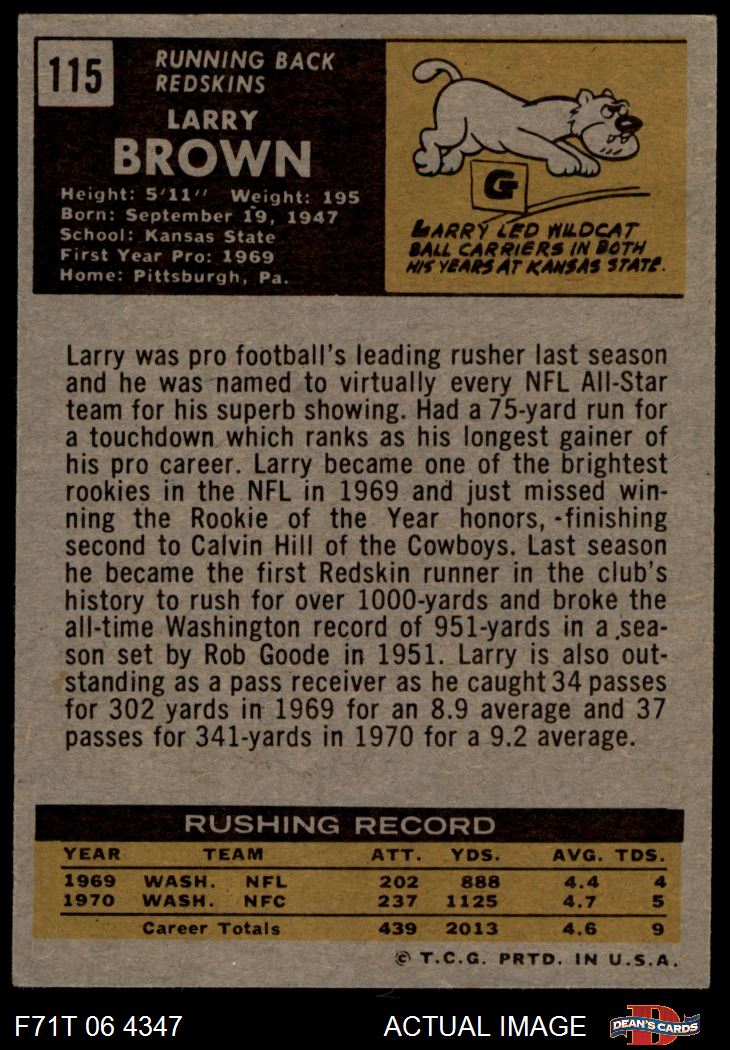 115
RUNNING BACK
REDSKINS
LARRY
BROWN
Height: 5'11'' Weight: 195
Born: September 19, 1947
School: Kansas State
First Year Pro: 1969
Home: Pittsburgh, Pa.
G
LARRY LED WILDCAT
BALL CARRIERS IN BOTH
HIS YEARS AT KANSAS STATE.
Larry was pro football's leading rusher last season
and he was named to virtually every NFL All-Star
team for his superb showing. Had a 75-yard run for
a touchdown which ranks as his longest gainer of
his pro career. Larry became one of the brightest
rookies in the NFL in 1969 and just missed win-
ning the Rookie of the Year honors, -finishing
second to Calvin Hill of the Cowboys. Last season
he became the first Redskin runner in the club's
history to rush for over 1000-yards and broke the
all-time Washington record of 951-yards in a sea-
son set by Rob Goode in 1951. Larry is also out-
standing as a pass receiver as he caught 34 passes
for 302 yards in 1969 for an 8.9 average and 37
passes for 341-yards in 1970 for a 9.2 average.
RUSHING RECORD
YEAR TEAM ATT. YDS. AVG. TDS.
1969 WASH. NFL 202 888 4.4 4
1970 WASH. NFC 237 1125 4.7 5
Career Totals 439 2013 4.6 9
© T.C.G. PRTD. IN U.S.A.
F71T 06 4347 ACTUAL IMAGE D DEAN'S CARDS